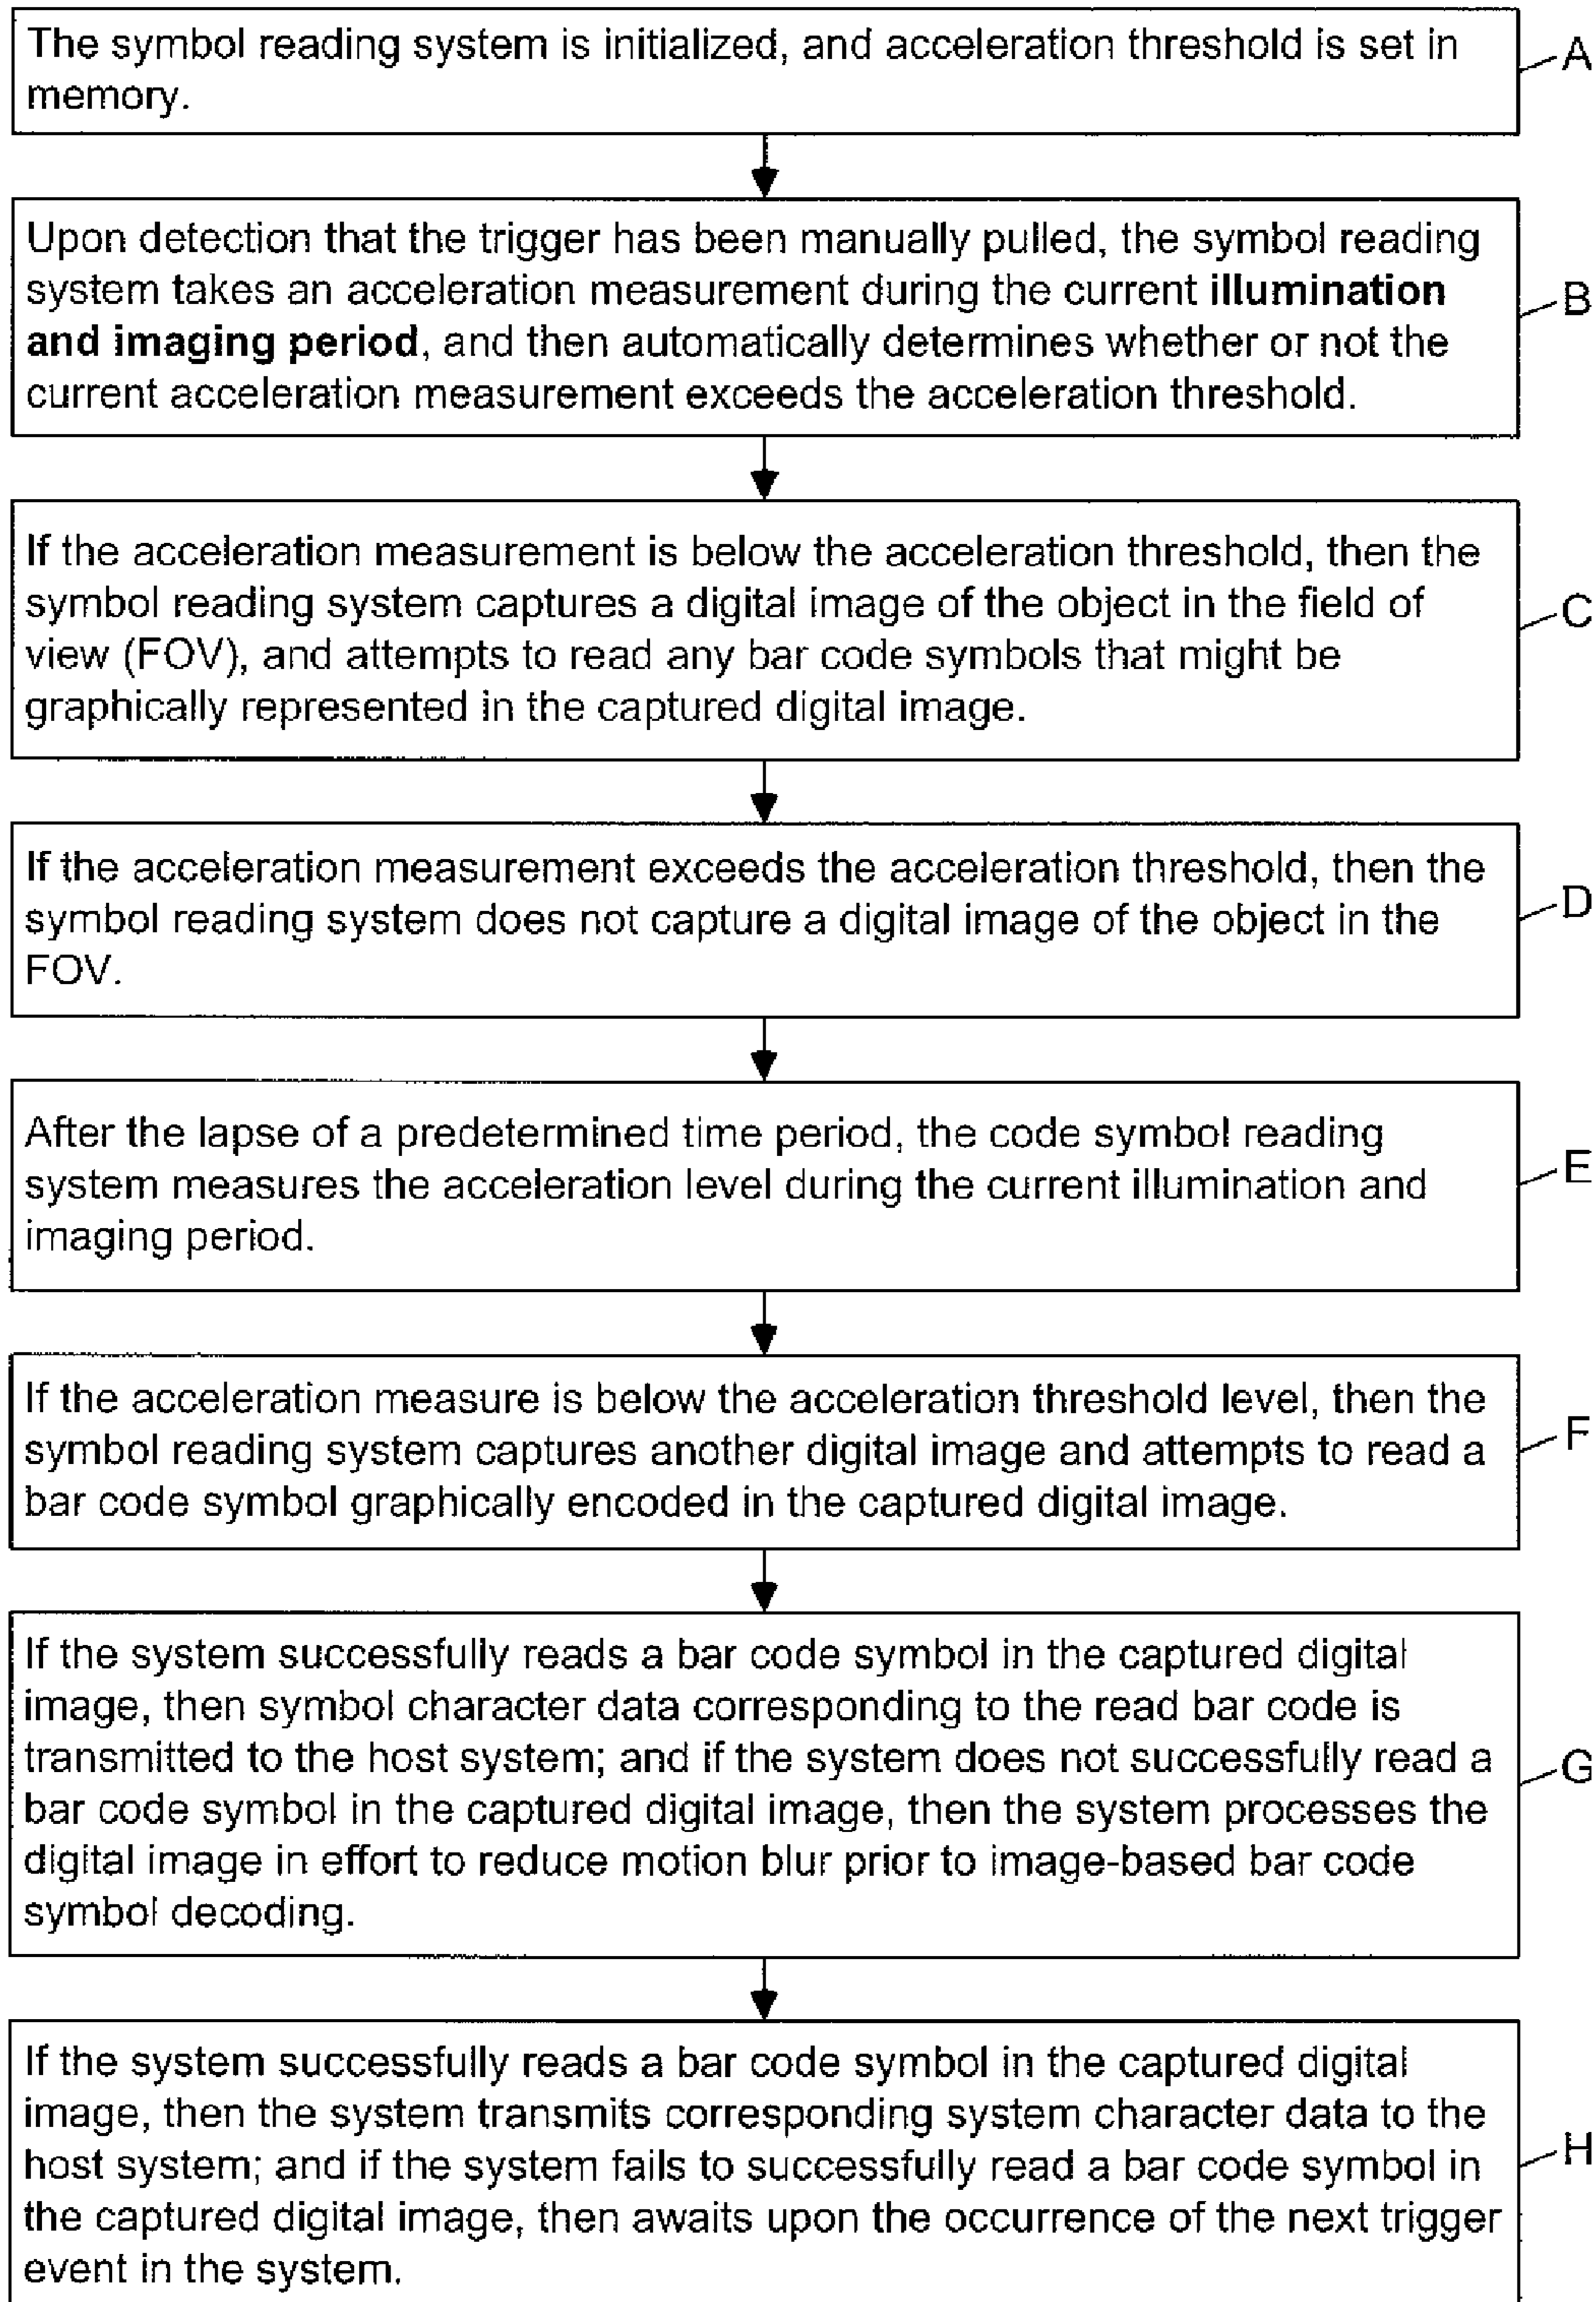 The symbol reading system is initialized, and acceleration threshold is set in
memory.
A
Upon detection that the trigger has been manually pulled, the symbol reading
system takes an acceleration measurement during the current illumination
and imaging period, and then automatically determines whether or not the
current acceleration measurement exceeds the acceleration threshold.
B
If the acceleration measurement is below the acceleration threshold, then the
symbol reading system captures a digital image of the object in the field of
view (FOV), and attempts to read any bar code symbols that might be
graphically represented in the captured digital image.
C
If the acceleration measurement exceeds the acceleration threshold, then the
symbol reading system does not capture a digital image of the object in the
FOV.
D
After the lapse of a predetermined time period, the code symbol reading
system measures the acceleration level during the current illumination and
imaging period.
E
If the acceleration measure is below the acceleration threshold level, then the
symbol reading system captures another digital image and attempts to read a
bar code symbol graphically encoded in the captured digital image.
F
If the system successfully reads a bar code symbol in the captured digital
image, then symbol character data corresponding to the read bar code is
transmitted to the host system; and if the system does not successfully read a
bar code symbol in the captured digital image, then the system processes the
digital image in effort to reduce motion blur prior to image-based bar code
symbol decoding.
G
If the system successfully reads a bar code symbol in the captured digital
image, then the system transmits corresponding system character data to the
host system; and if the system fails to successfully read a bar code symbol in
the captured digital image, then awaits upon the occurrence of the next trigger
event in the system.
H